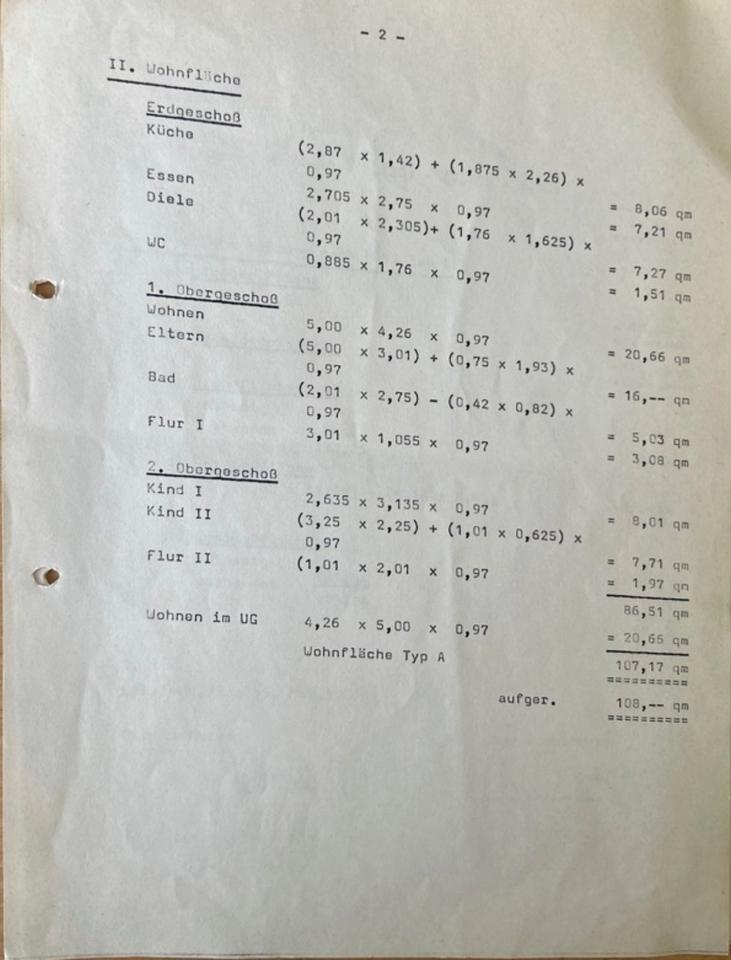 - 2 -
II. Wohnfläche
Erdgeschoß
Küche (2,87 x 1,42) + (1,875 x 2,26) x
0,97 = 8,06 qm
Essen 2,705 x 2,75 x 0,97 = 7,21 qm
Diele (2,01 x 2,305)+ (1,76 x 1,625) x
0,97 = 7,27 qm
WC 0,885 x 1,76 x 0,97 = 1,51 qm
1. Obergeschoß
Wohnen 5,00 x 4,26 x 0,97 = 20,66 qm
Eltern (5,00 x 3,01) + (0,75 x 1,93) x
0,97 = 16,-- qm
Bad (2,01 x 2,75) - (0,42 x 0,82) x
0,97 = 5,03 qm
Flur I 3,01 x 1,055 x 0,97 = 3,08 qm
2. Obergeschoß
Kind I 2,635 x 3,135 x 0,97 = 8,01 qm
Kind II (3,25 x 2,25) + (1,01 x 0,625) x
0,97 = 7,71 qm
Flur II (1,01 x 2,01 x 0,97 = 1,97 qm
86,51 qm
Wohnen im UG 4,26 x 5,00 x 0,97 = 20,66 qm
Wohnfläche Typ A 107,17 qm
==========
aufger. 108,-- qm
==========